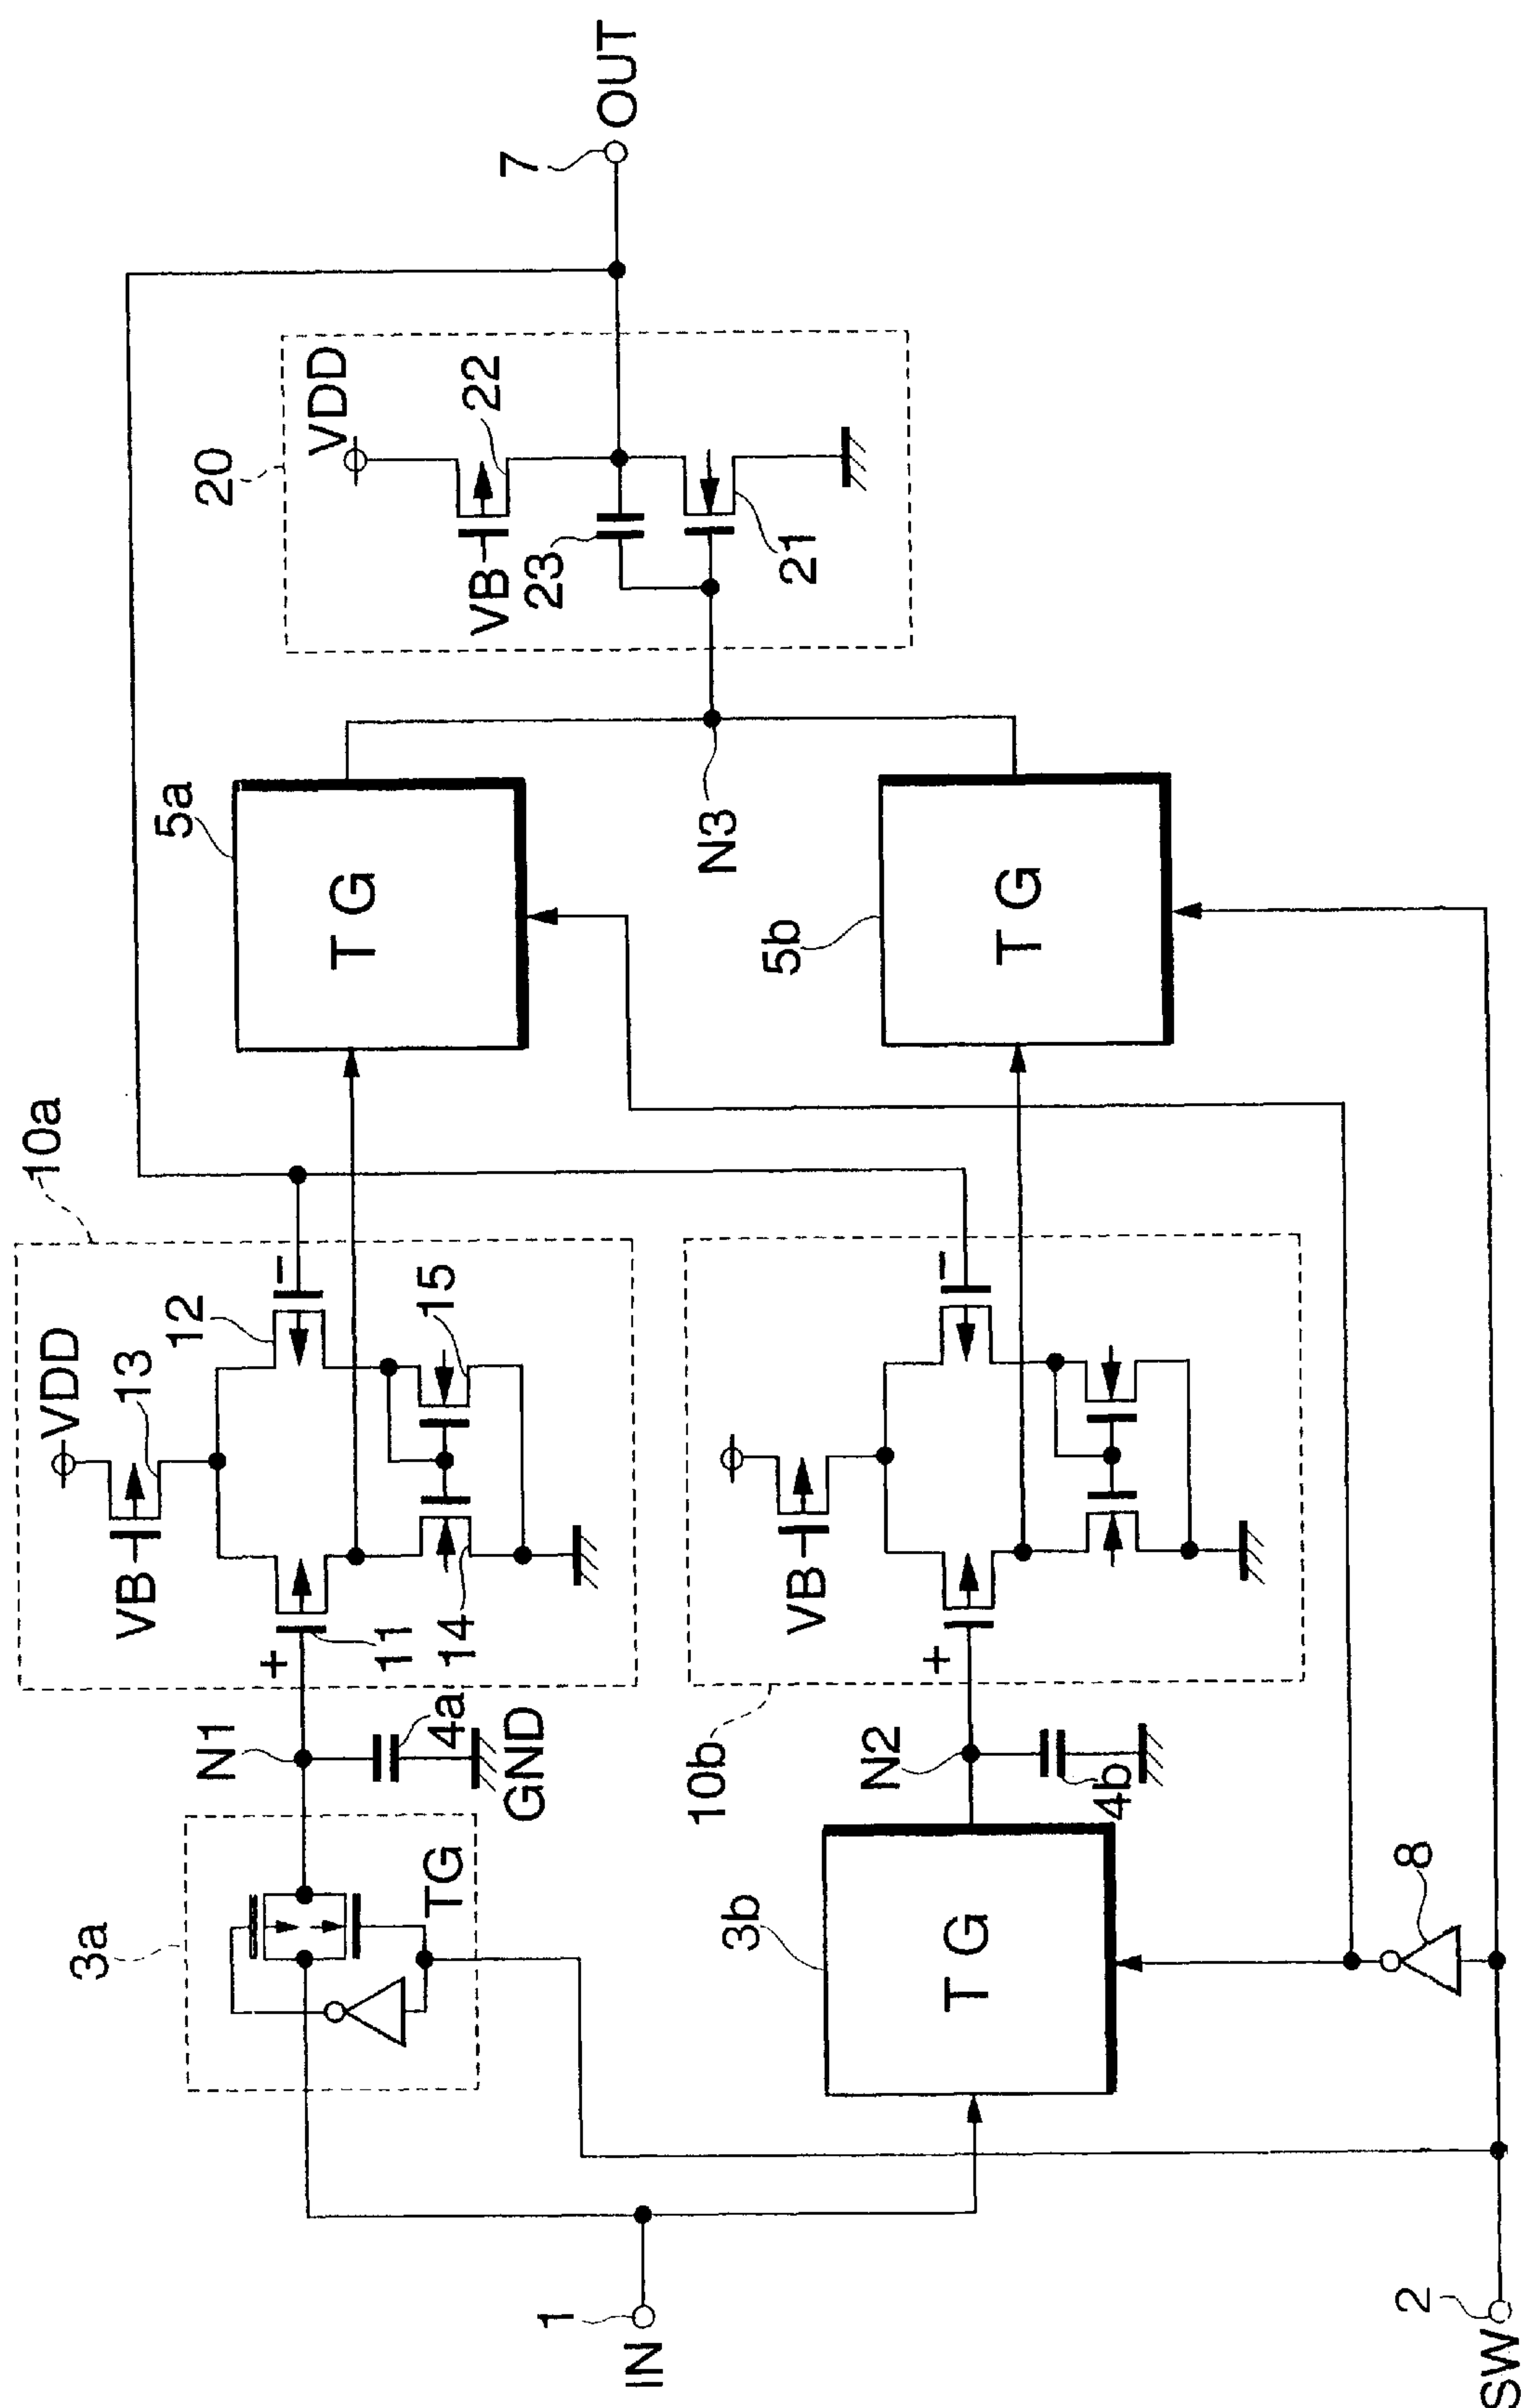 10a
VDD
13
VB
12
−
+
11
14
15
N1
4a
GND
3a
TG
1
IN
5a
TG
20
VDD
22
VB
23
21
7
OUT
N3
5b
TG
VB
+
−
10b
N2
4b
3b
TG
8
2
SW